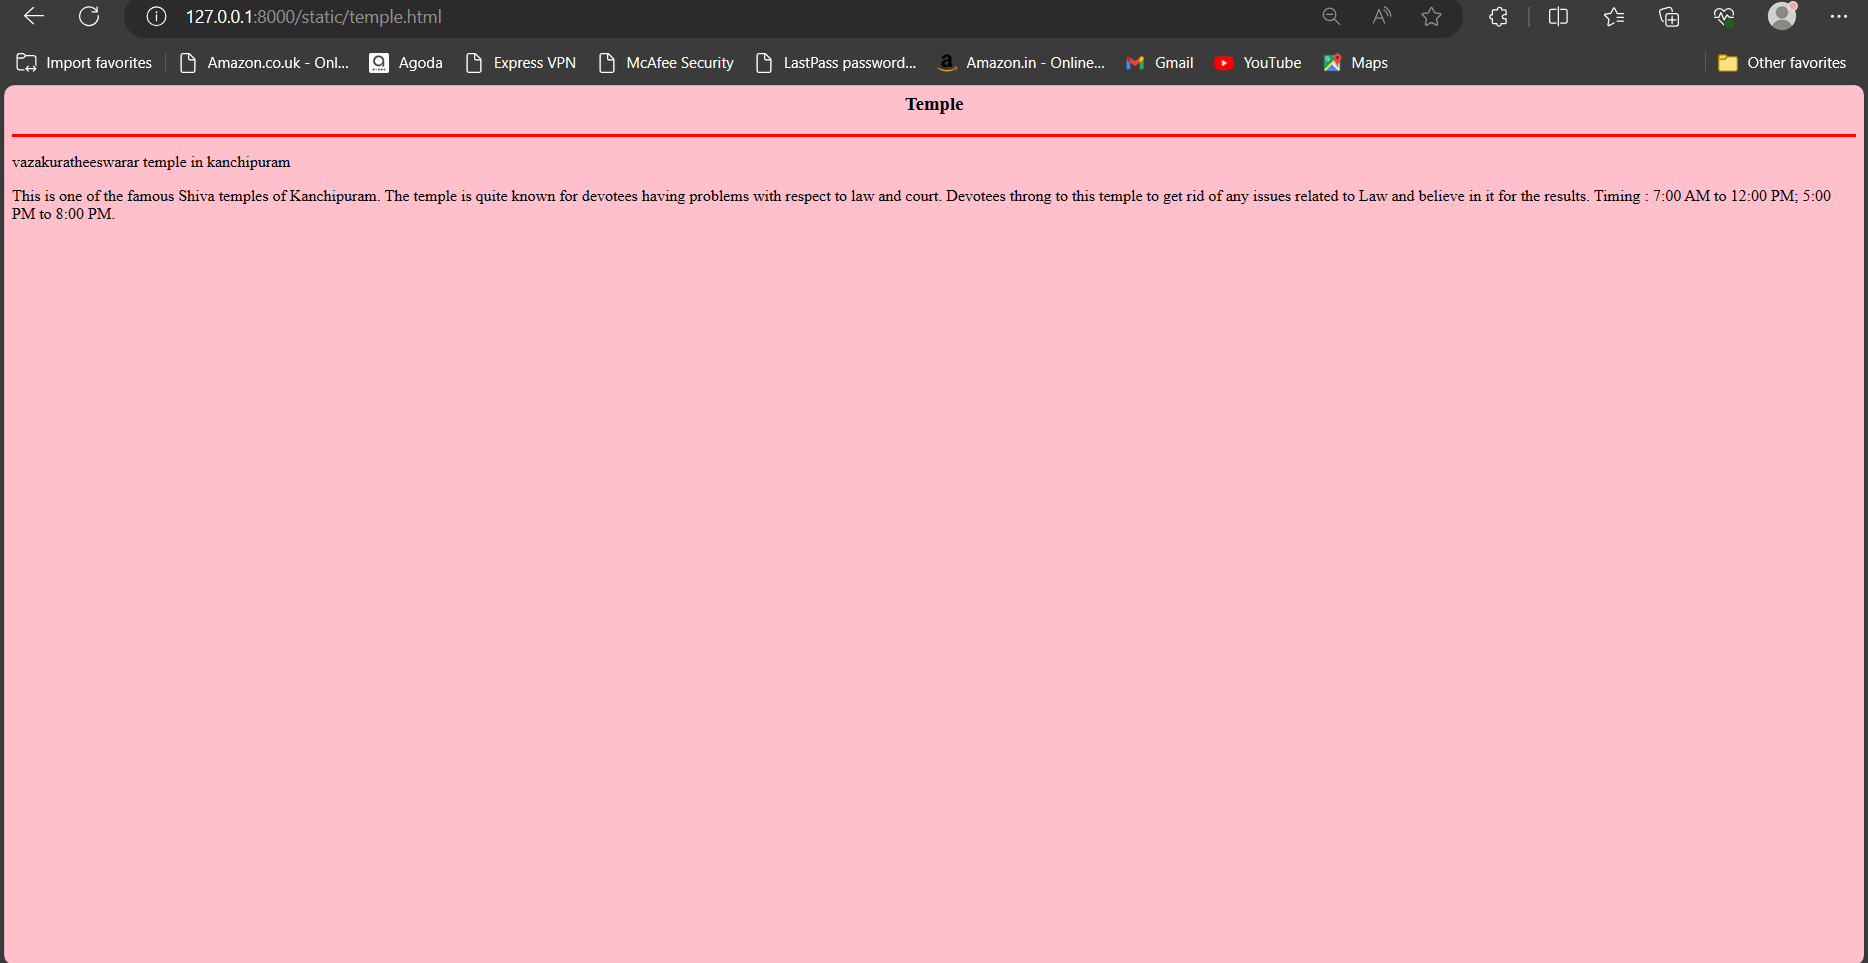 127.0.0.1:8000/static/temple.html
Import favorites Amazon.co.uk - Onl... Agoda Express VPN McAfee Security LastPass password... Amazon.in - Online... Gmail YouTube Maps Other favorites
Temple
vazakuratheeswarar temple in kanchipuram
This is one of the famous Shiva temples of Kanchipuram. The temple is quite known for devotees having problems with respect to law and court. Devotees throng to this temple to get rid of any issues related to Law and believe in it for the results. Timing : 7:00 AM to 12:00 PM; 5:00
PM to 8:00 PM.